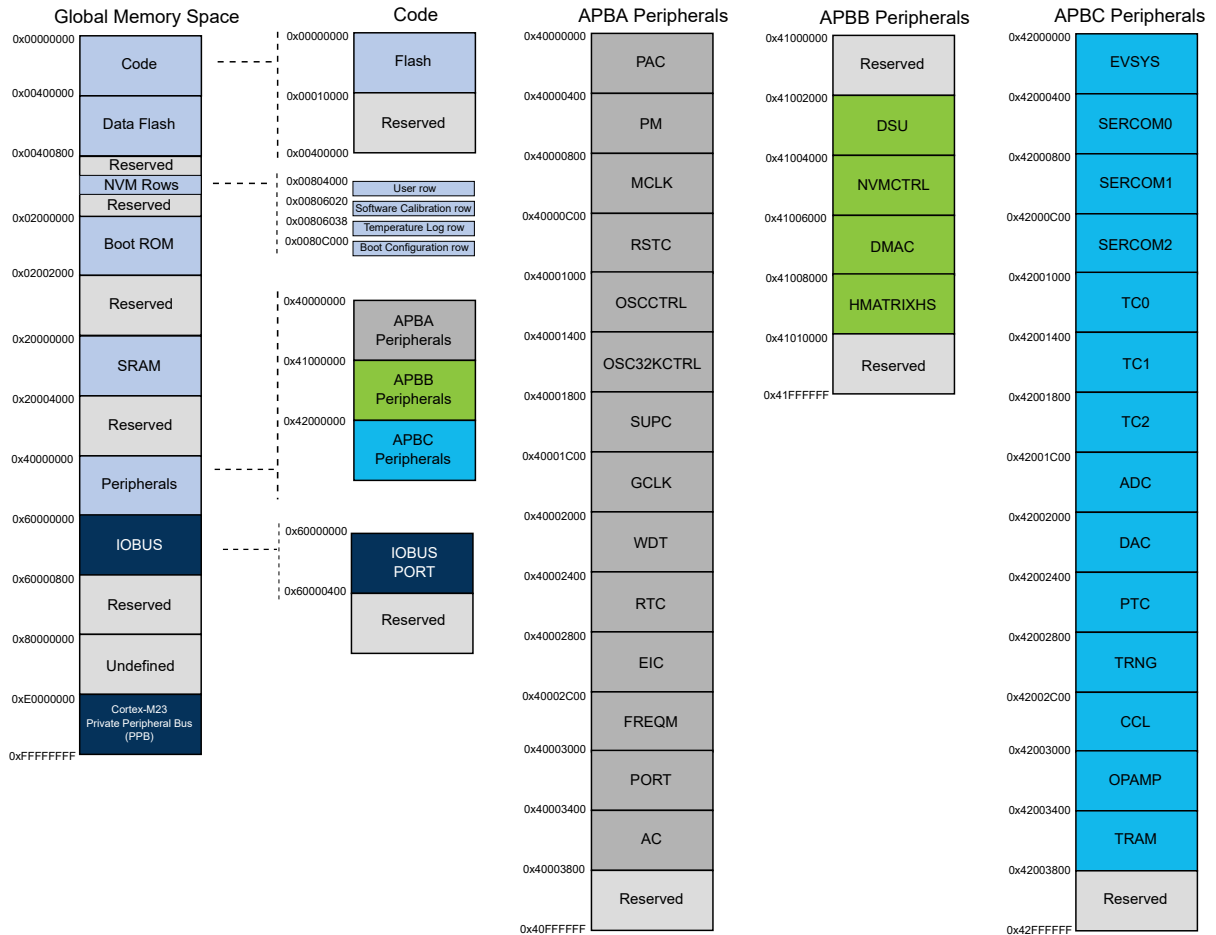 Global Memory Space
0x00000000
Code
0x00400000
Data Flash
0x00400800
Reserved
NVM Rows
Reserved
0x02000000
Boot ROM
0x02002000
Reserved
0x20000000
SRAM
0x20004000
Reserved
0x40000000
Peripherals
0x60000000
IOBUS
0x60000800
Reserved
0x80000000
Undefined
0xE0000000
Cortex-M23
Private Peripheral Bus
(PPB)
0xFFFFFFFF
Code
0x00000000
Flash
0x00010000
Reserved
0x00400000
0x00804000
User row
0x00806020
Software Calibration row
0x00806038
Temperature Log row
0x0080C000
Boot Configuration row
0x40000000
APBA
Peripherals
0x41000000
APBB
Peripherals
0x42000000
APBC
Peripherals
0x60000000
IOBUS
PORT
0x60000400
Reserved
APBA Peripherals
0x40000000
PAC
0x40000400
PM
0x40000800
MCLK
0x40000C00
RSTC
0x40001000
OSCCTRL
0x40001400
OSC32KCTRL
0x40001800
SUPC
0x40001C00
GCLK
0x40002000
WDT
0x40002400
RTC
0x40002800
EIC
0x40002C00
FREQM
0x40003000
PORT
0x40003400
AC
0x40003800
Reserved
0x40FFFFFF
APBB Peripherals
0x41000000
Reserved
0x41002000
DSU
0x41004000
NVMCTRL
0x41006000
DMAC
0x41008000
HMATRIXHS
0x41010000
Reserved
0x41FFFFFF
APBC Peripherals
0x42000000
EVSYS
0x42000400
SERCOM0
0x42000800
SERCOM1
0x42000C00
SERCOM2
0x42001000
TC0
0x42001400
TC1
0x42001800
TC2
0x42001C00
ADC
0x42002000
DAC
0x42002400
PTC
0x42002800
TRNG
0x42002C00
CCL
0x42003000
OPAMP
0x42003400
TRAM
0x42003800
Reserved
0x42FFFFFF